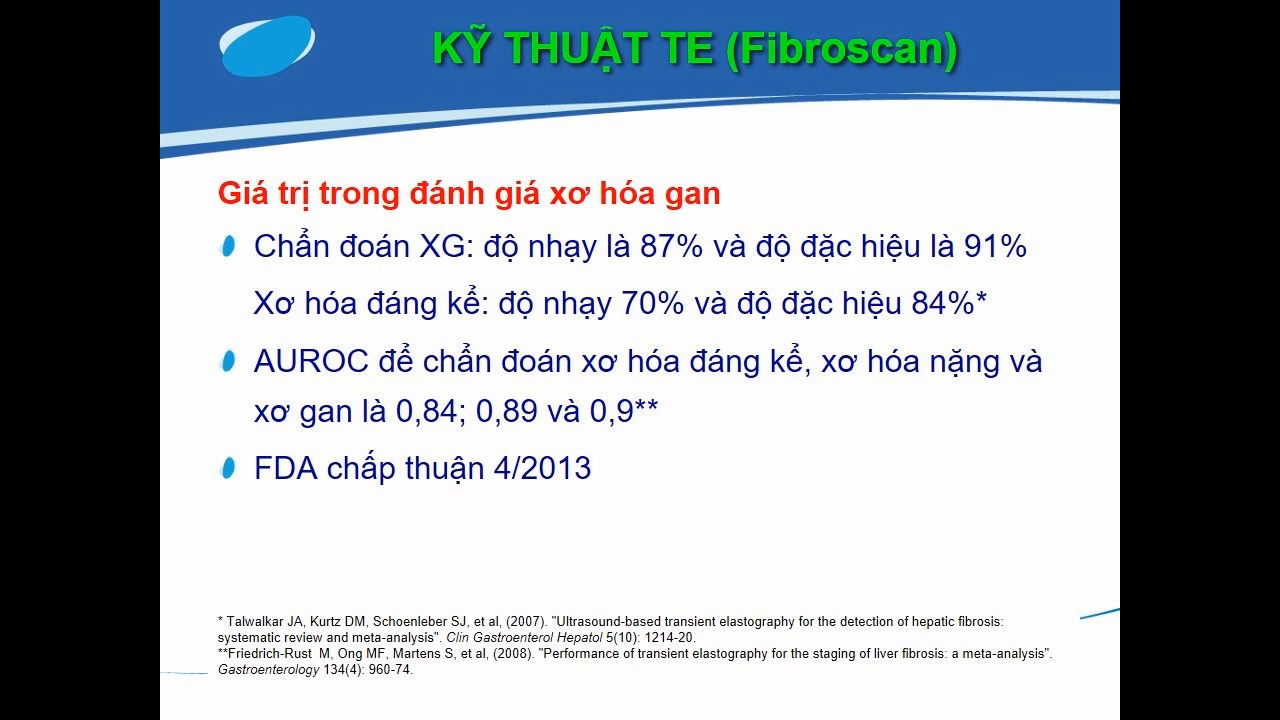 KỸ THUẬT TE (Fibroscan)
Giá trị trong đánh giá xơ hóa gan
Chẩn đoán XG: độ nhạy là 87% và độ đặc hiệu là 91%
Xơ hóa đáng kể: độ nhạy 70% và độ đặc hiệu 84%*
AUROC để chẩn đoán xơ hóa đáng kể, xơ hóa nặng và
xơ gan là 0,84; 0,89 và 0,9**
FDA chấp thuận 4/2013
* Talwalkar JA, Kurtz DM, Schoenleber SJ, et al, (2007). "Ultrasound-based transient elastography for the detection of hepatic fibrosis:
systematic review and meta-analysis". Clin Gastroenterol Hepatol 5(10): 1214-20.
**Friedrich-Rust M, Ong MF, Martens S, et al, (2008). "Performance of transient elastography for the staging of liver fibrosis: a meta-analysis".
Gastroenterology 134(4): 960-74.